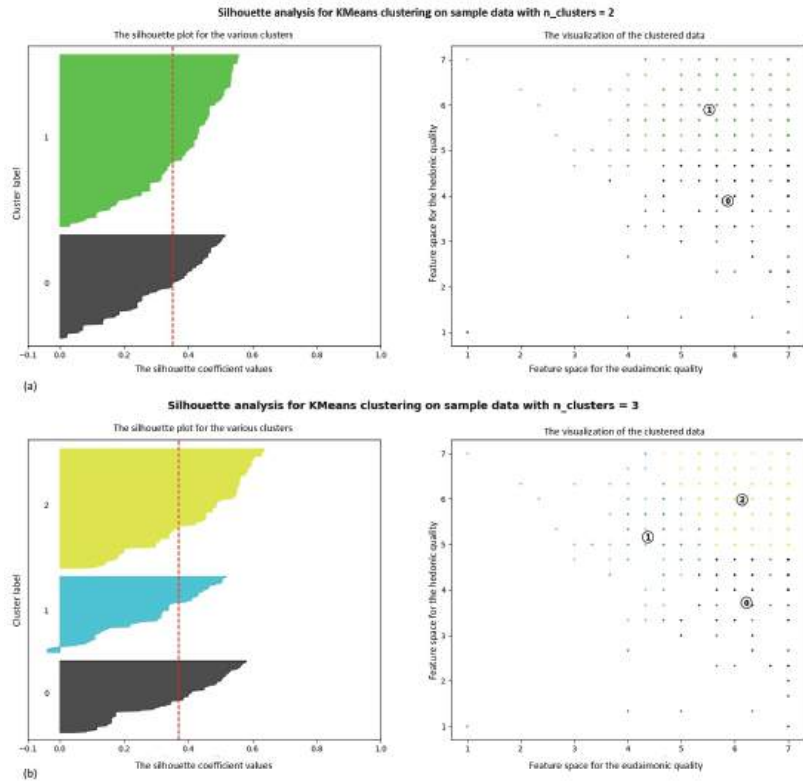 Silhouette analysis for KMeans clustering on sample data with n_clusters = 2
The silhouette plot for the various clusters
The visualization of the clustered data
Cluster label
1
0
-0.1 0.0 0.2 0.4 0.6 0.8 1.0
The silhouette coefficient values
Feature space for the hedonic quality
7
6
5
4
3
2
1
1
0
1 2 3 4 5 6 7
Feature space for the eudaimonic quality
(a)
Silhouette analysis for KMeans clustering on sample data with n_clusters = 3
The silhouette plot for the various clusters
The visualization of the clustered data
Cluster label
2
1
0
-0.1 0.0 0.2 0.4 0.6 0.8 1.0
The silhouette coefficient values
Feature space for the hedonic quality
7
6
5
4
3
2
1
2
1
0
1 2 3 4 5 6 7
Feature space for the eudaimonic quality
(b)